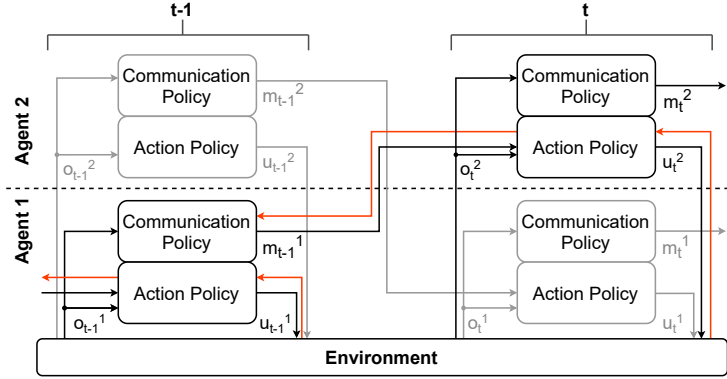 t-1
t
Agent 2
Communication
Policy
m_{t-1}^2
Action Policy
o_{t-1}^2
u_{t-1}^2
Communication
Policy
m_t^2
Action Policy
o_t^2
u_t^2
Agent 1
Communication
Policy
m_{t-1}^1
Action Policy
o_{t-1}^1
u_{t-1}^1
Communication
Policy
m_t^1
Action Policy
o_t^1
u_t^1
Environment